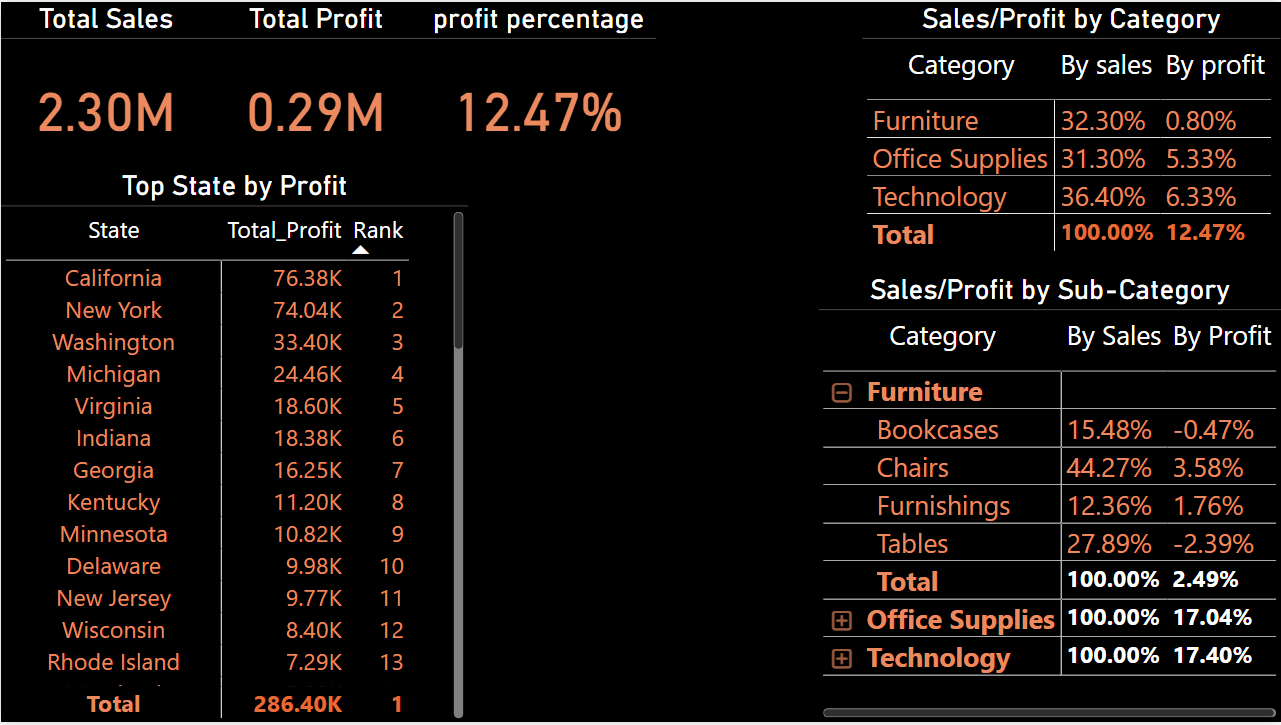 Total Sales
Total Profit
profit percentage
2.30M
0.29M
12.47%
Top State by Profit
State Total_Profit Rank
California 76.38K 1
New York 74.04K 2
Washington 33.40K 3
Michigan 24.46K 4
Virginia 18.60K 5
Indiana 18.38K 6
Georgia 16.25K 7
Kentucky 11.20K 8
Minnesota 10.82K 9
Delaware 9.98K 10
New Jersey 9.77K 11
Wisconsin 8.40K 12
Rhode Island 7.29K 13
Total 286.40K 1
Sales/Profit by Category
Category By sales By profit
Furniture 32.30% 0.80%
Office Supplies 31.30% 5.33%
Technology 36.40% 6.33%
Total 100.00% 12.47%
Sales/Profit by Sub-Category
Category By Sales By Profit
Furniture
Bookcases 15.48% -0.47%
Chairs 44.27% 3.58%
Furnishings 12.36% 1.76%
Tables 27.89% -2.39%
Total 100.00% 2.49%
Office Supplies 100.00% 17.04%
Technology 100.00% 17.40%